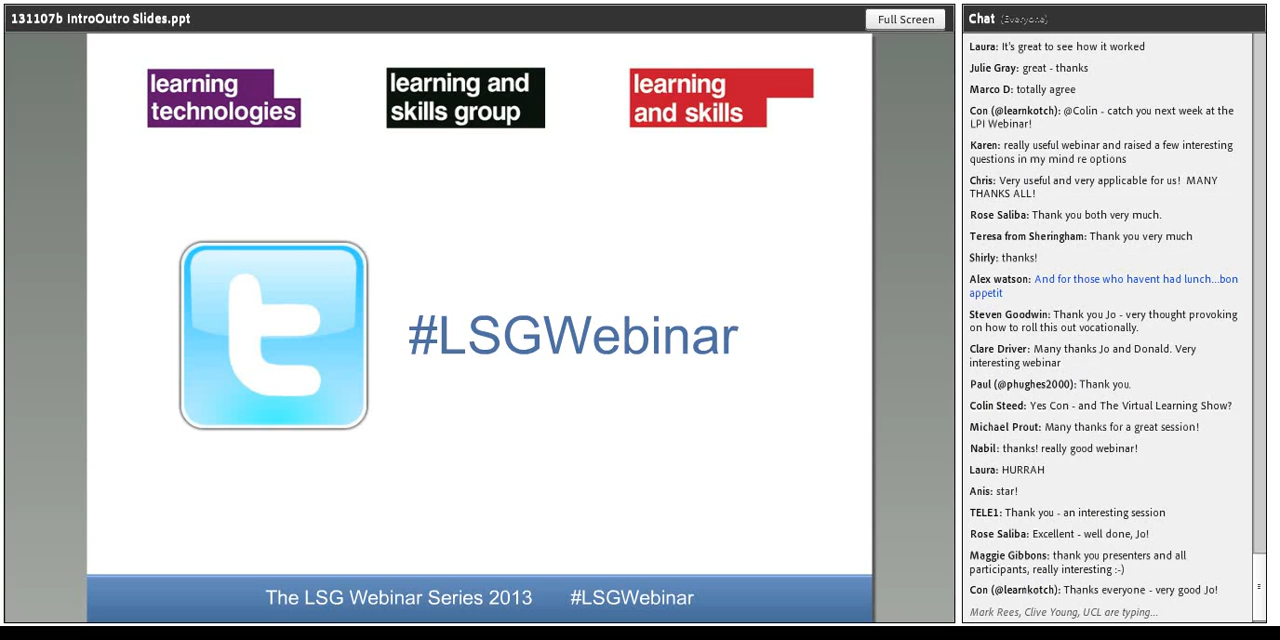 131107b IntroOutro Slides.ppt
Full Screen
learning
technologies
learning and
skills group
learning
and skills
t
#LSGWebinar
The LSG Webinar Series 2013 #LSGWebinar
Chat (Everyone)
Laura: It's great to see how it worked
Julie Gray: great - thanks
Marco D: totally agree
Con (@learnkotch): @Colin - catch you next week at the
LPI Webinar!
Karen: really useful webinar and raised a few interesting
questions in my mind re options
Chris: Very useful and very applicable for us! MANY
THANKS ALL!
Rose Saliba: Thank you both very much.
Teresa from Sheringham: Thank you very much
Shirly: thanks!
Alex watson: And for those who havent had lunch...bon
appetit
Steven Goodwin: Thank you Jo - very thought provoking
on how to roll this out vocationally.
Clare Driver: Many thanks Jo and Donald. Very
interesting webinar
Paul (@phughes2000): Thank you.
Colin Steed: Yes Con - and The Virtual Learning Show?
Michael Prout: Many thanks for a great session!
Nabil: thanks! really good webinar!
Laura: HURRAH
Anis: star!
TELE1: Thank you - an interesting session
Rose Saliba: Excellent - well done, Jo!
Maggie Gibbons: thank you presenters and all
participants, really interesting :-)
Con (@learnkotch): Thanks everyone - very good Jo!
Mark Rees, Clive Young, UCL are typing...